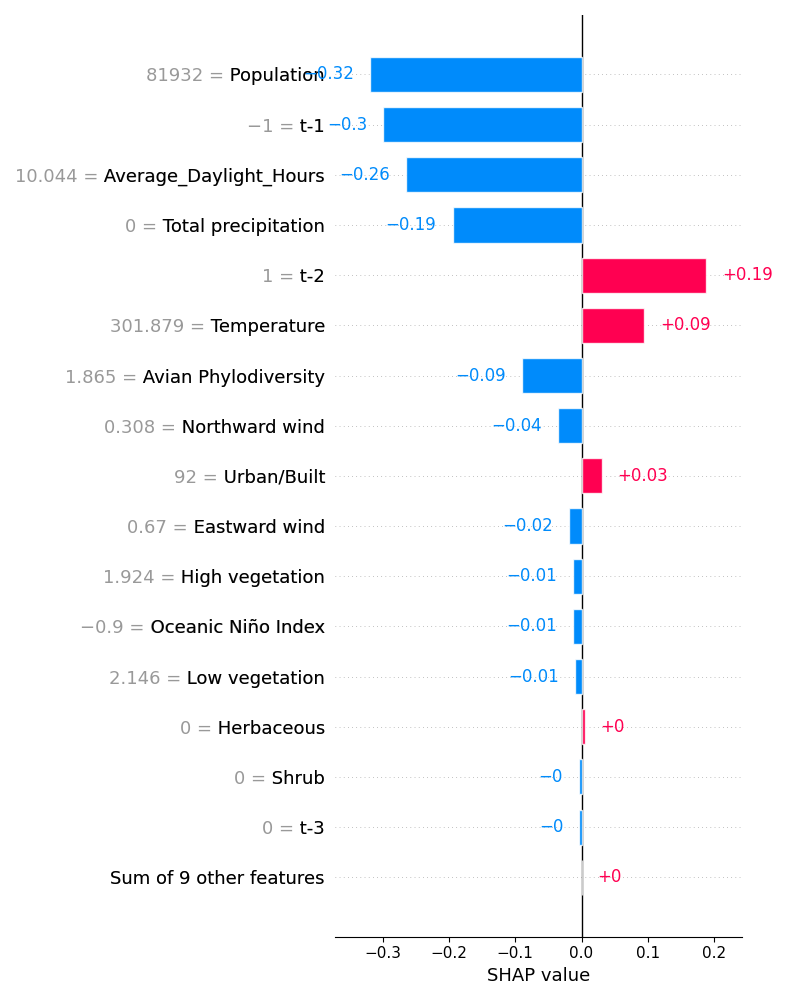 81932 = Population −0.32
−1 = t-1 −0.3
10.044 = Average_Daylight_Hours −0.26
0 = Total precipitation −0.19
1 = t-2 +0.19
301.879 = Temperature +0.09
1.865 = Avian Phylodiversity −0.09
0.308 = Northward wind −0.04
92 = Urban/Built +0.03
0.67 = Eastward wind −0.02
1.924 = High vegetation −0.01
−0.9 = Oceanic Niño Index −0.01
2.146 = Low vegetation −0.01
0 = Herbaceous +0
0 = Shrub −0
0 = t-3 −0
Sum of 9 other features +0
−0.3 −0.2 −0.1 0.0 0.1 0.2
SHAP value